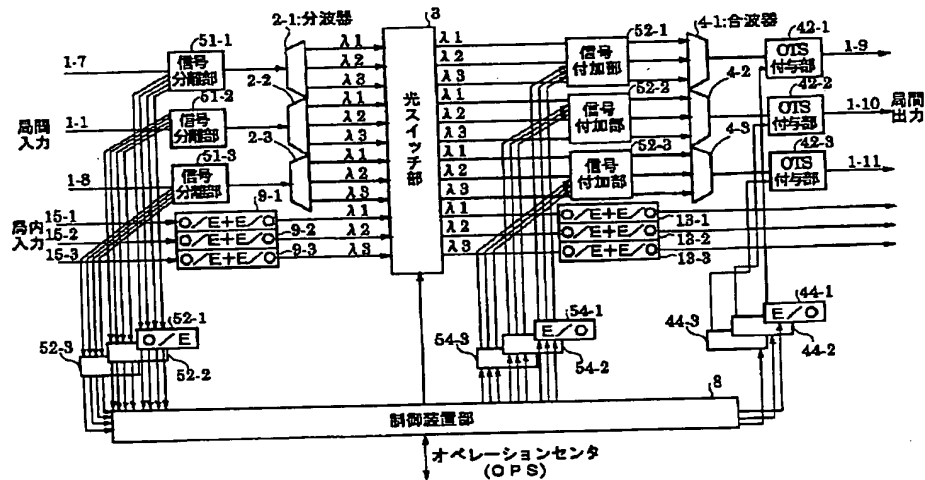 2-1:分波器
3
4-1:合波器
51-1
信号
分離部
1-7
2-2
51-2
信号
分離部
局間
入力
1-1
2-3
51-3
信号
分離部
1-8
λ1
λ2
λ3
λ1
λ2
λ3
λ1
λ2
λ3
光スイッチ部
λ1
λ2
λ3
λ1
λ2
λ3
λ1
λ2
λ3
λ1
λ2
λ3
52-1
信号
付加部
52-2
信号
付加部
52-3
信号
付加部
4-2
4-3
42-1
OTS
付与部
1-9
42-2
OTS
付与部
1-10
局間
出力
42-3
OTS
付与部
1-11
局内
入力
15-1
15-2
15-3
9-1
O/E+E/O
λ1
9-2
O/E+E/O
λ2
9-3
O/E+E/O
λ3
O/E+E/O
13-1
O/E+E/O
13-2
O/E+E/O
13-3
52-1
O/E
52-3
52-2
54-1
E/O
54-3
54-2
44-1
E/O
44-3
44-2
8
制御装置部
オペレーションセンタ
(OPS)